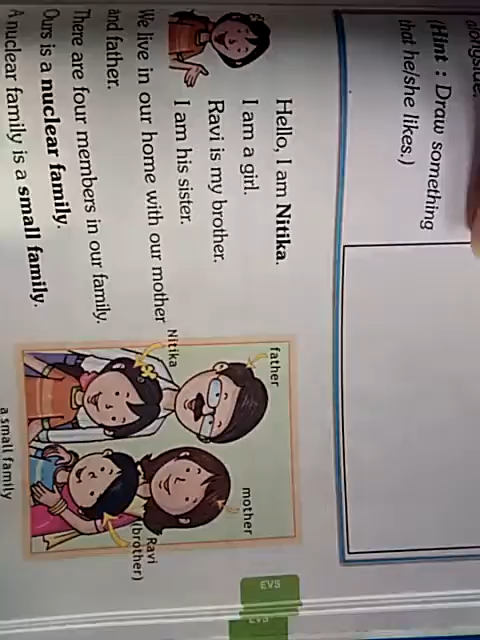 alongside.
(Hint : Draw something
that he/she likes.)
Hello, I am Nitika.
I am a girl.
Ravi is my brother.
I am his sister.
We live in our home with our mother
and father.
There are four members in our family.
Ours is a nuclear family.
A nuclear family is a small family.
father
mother
Nitika
Ravi
(brother)
a small family
EVS
EVS